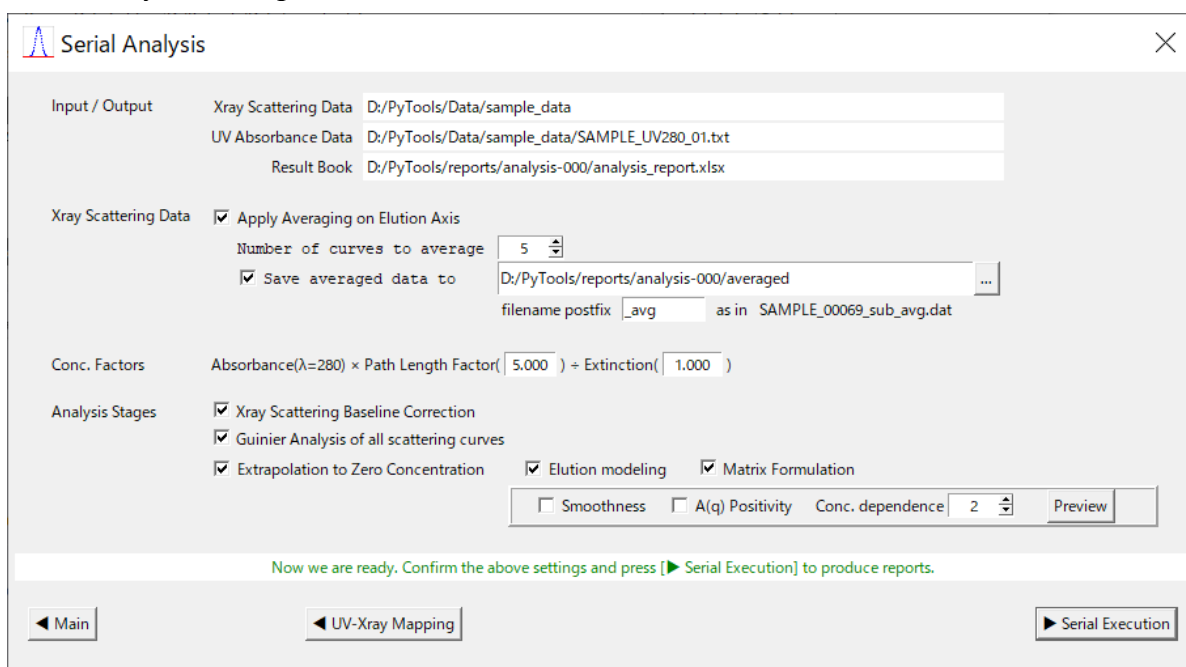 Serial Analysis
Input / Output Xray Scattering Data D:/PyTools/Data/sample_data
UV Absorbance Data D:/PyTools/Data/sample_data/SAMPLE_UV280_01.txt
Result Book D:/PyTools/reports/analysis-000/analysis_report.xlsx
Xray Scattering Data Apply Averaging on Elution Axis
Number of curves to average 5
Save averaged data to D:/PyTools/reports/analysis-000/averaged ...
filename postfix _avg as in SAMPLE_00069_sub_avg.dat
Conc. Factors Absorbance(λ=280) × Path Length Factor( 5.000 ) ÷ Extinction( 1.000 )
Analysis Stages Xray Scattering Baseline Correction
Guinier Analysis of all scattering curves
Extrapolation to Zero Concentration Elution modeling Matrix Formulation
Smoothness A(q) Positivity Conc. dependence 2 Preview
Now we are ready. Confirm the above settings and press [▶ Serial Execution] to produce reports.
◀ Main ◀ UV-Xray Mapping ▶ Serial Execution